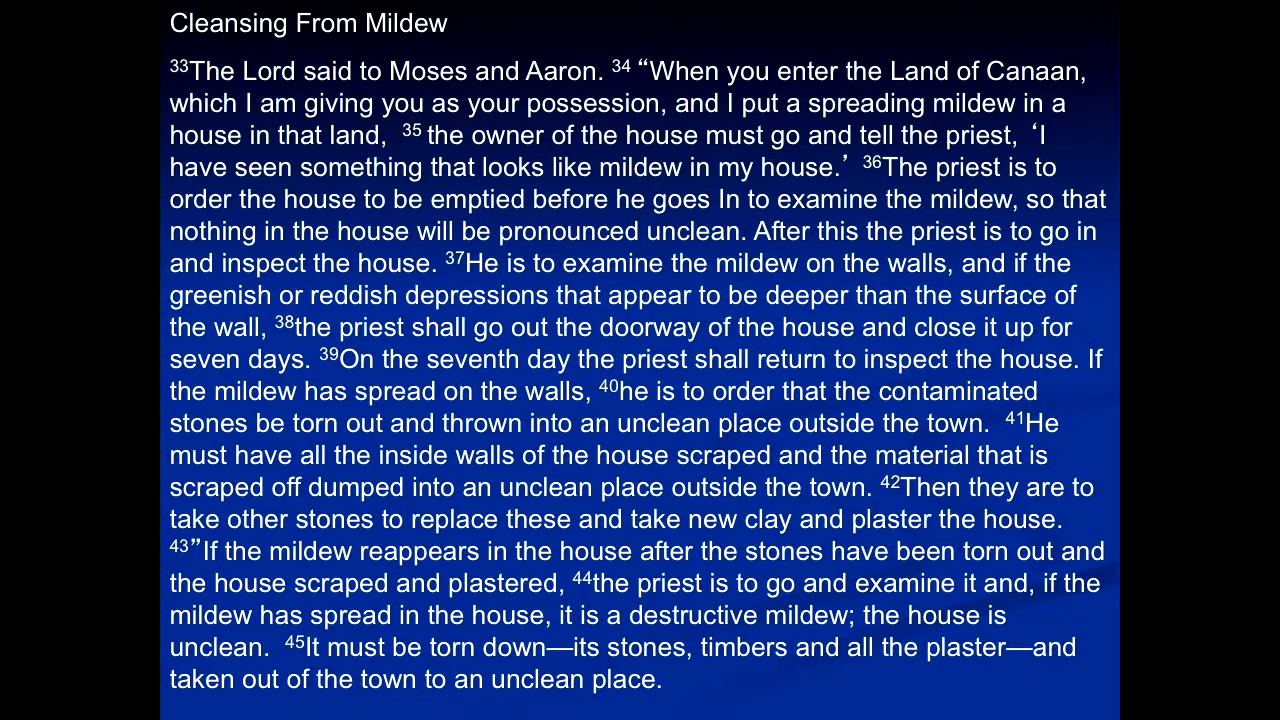 Cleansing From Mildew
33The Lord said to Moses and Aaron. 34 “When you enter the Land of Canaan,
which I am giving you as your possession, and I put a spreading mildew in a
house in that land,  35 the owner of the house must go and tell the priest, ‘I
have seen something that looks like mildew in my house.’  36The priest is to
order the house to be emptied before he goes In to examine the mildew, so that
nothing in the house will be pronounced unclean. After this the priest is to go in
and inspect the house. 37He is to examine the mildew on the walls, and if the
greenish or reddish depressions that appear to be deeper than the surface of
the wall, 38the priest shall go out the doorway of the house and close it up for
seven days. 39On the seventh day the priest shall return to inspect the house. If
the mildew has spread on the walls, 40he is to order that the contaminated
stones be torn out and thrown into an unclean place outside the town.  41He
must have all the inside walls of the house scraped and the material that is
scraped off dumped into an unclean place outside the town. 42Then they are to
take other stones to replace these and take new clay and plaster the house.
43”If the mildew reappears in the house after the stones have been torn out and
the house scraped and plastered, 44the priest is to go and examine it and, if the
mildew has spread in the house, it is a destructive mildew; the house is
unclean.  45It must be torn down—its stones, timbers and all the plaster—and
taken out of the town to an unclean place.